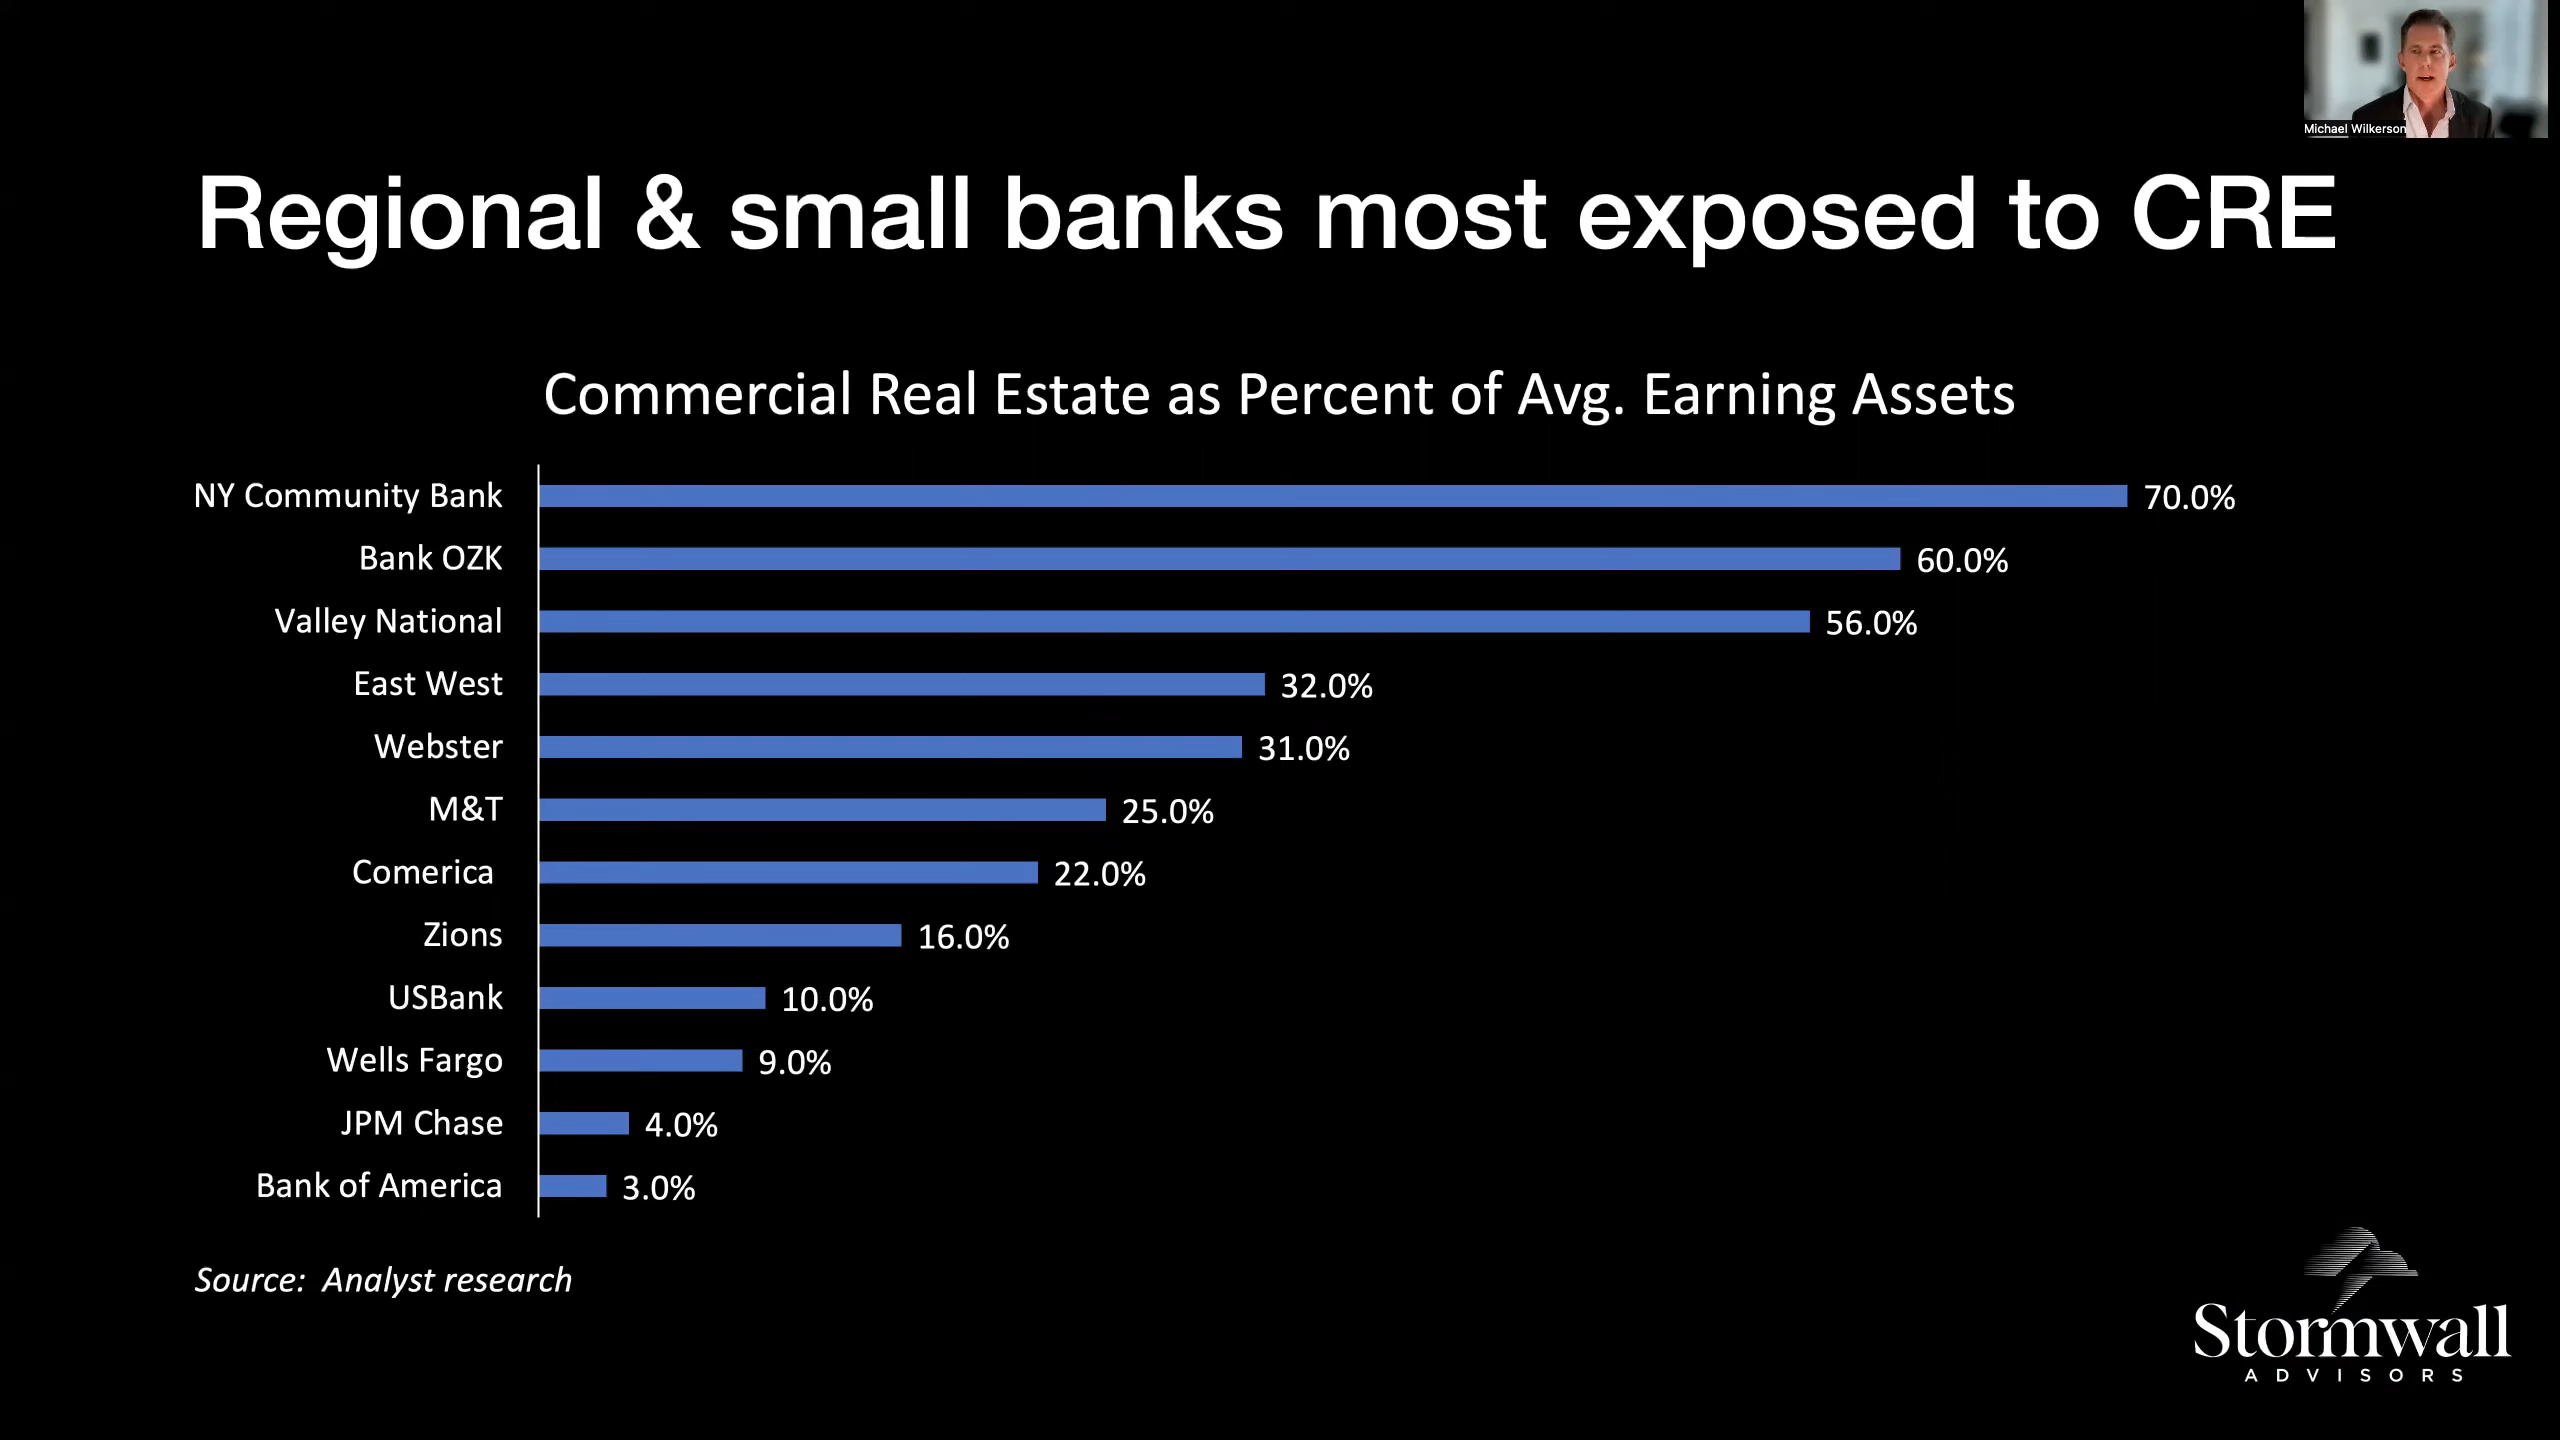 Michael Wilkerson
Regional & small banks most exposed to CRE
Commercial Real Estate as Percent of Avg. Earning Assets
NY Community Bank 70.0%
Bank OZK 60.0%
Valley National 56.0%
East West 32.0%
Webster 31.0%
M&T 25.0%
Comerica 22.0%
Zions 16.0%
USBank 10.0%
Wells Fargo 9.0%
JPM Chase 4.0%
Bank of America 3.0%
Source: Analyst research
Stormwall
ADVISORS